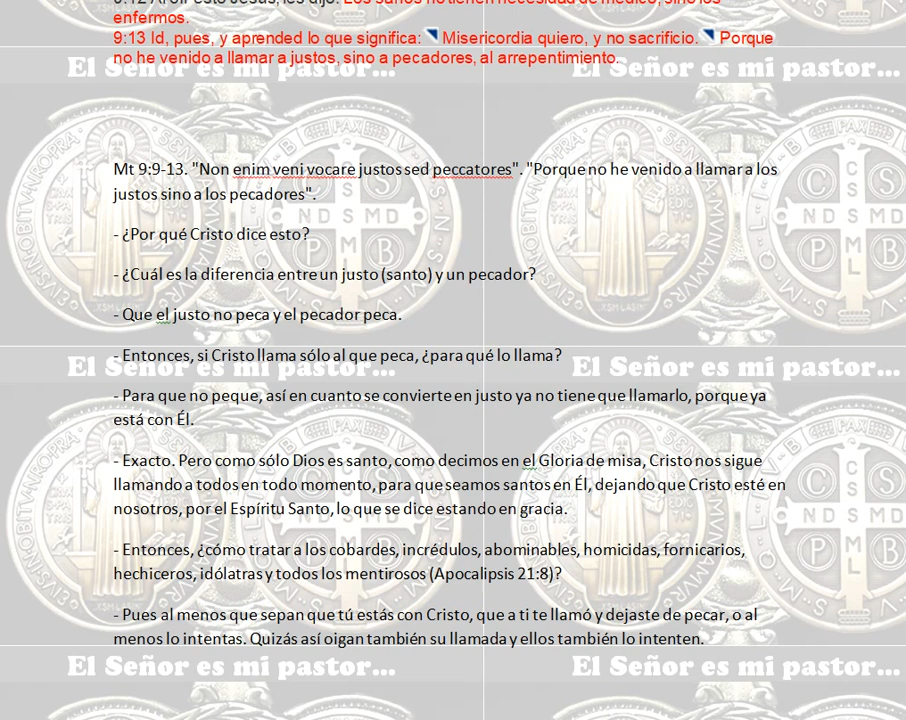 enfermos.
9:13 Id, pues, y aprended lo que significa: Misericordia quiero, y no sacrificio. Porque
no he venido a llamar a justos, sino a pecadores, al arrepentimiento.
El Señor es mi pastor... El Señor es mi pastor...
Mt 9:9-13. "Non enim veni vocare justos sed peccatores". "Porque no he venido a llamar a los
justos sino a los pecadores".
- ¿Por qué Cristo dice esto?
- ¿Cuál es la diferencia entre un justo (santo) y un pecador?
- Que el justo no peca y el pecador peca.
- Entonces, si Cristo llama sólo al que peca, ¿para qué lo llama?
El Señor es mi pastor... El Señor es mi pastor...
- Para que no peque, así en cuanto se convierte en justo ya no tiene que llamarlo, porque ya
está con Él.
- Exacto. Pero como sólo Dios es santo, como decimos en el Gloria de misa, Cristo nos sigue
llamando a todos en todo momento, para que seamos santos en Él, dejando que Cristo esté en
nosotros, por el Espíritu Santo, lo que se dice estando en gracia.
- Entonces, ¿cómo tratar a los cobardes, incrédulos, abominables, homicidas, fornicarios,
hechiceros, idólatras y todos los mentirosos (Apocalipsis 21:8)?
- Pues al menos que sepan que tú estás con Cristo, que a ti te llamó y dejaste de pecar, o al
menos lo intentas. Quizás así oigan también su llamada y ellos también lo intenten.
El Señor es mi pastor... El Señor es mi pastor...